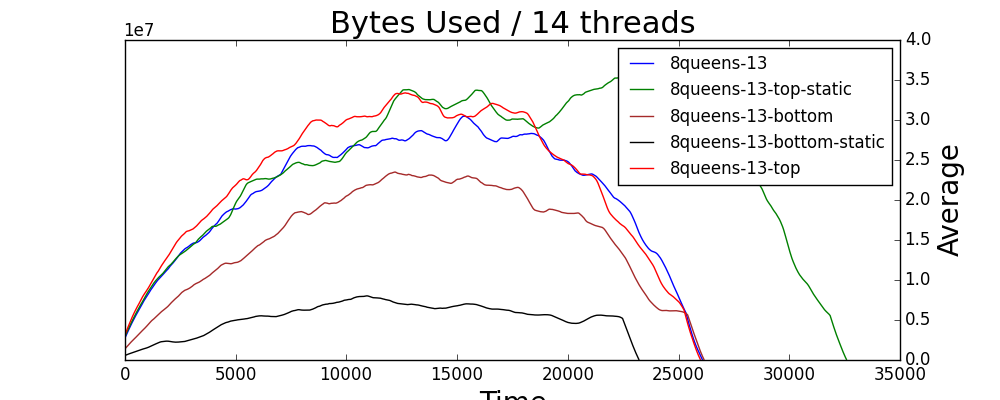 Bytes Used / 14 threads
1e7
8queens-13
8queens-13-top-static
8queens-13-bottom
8queens-13-bottom-static
8queens-13-top
4.0
3.5
3.0
2.5
2.0
1.5
1.0
0.5
0.0
Average
0 5000 10000 15000 20000 25000 30000 35000
Time